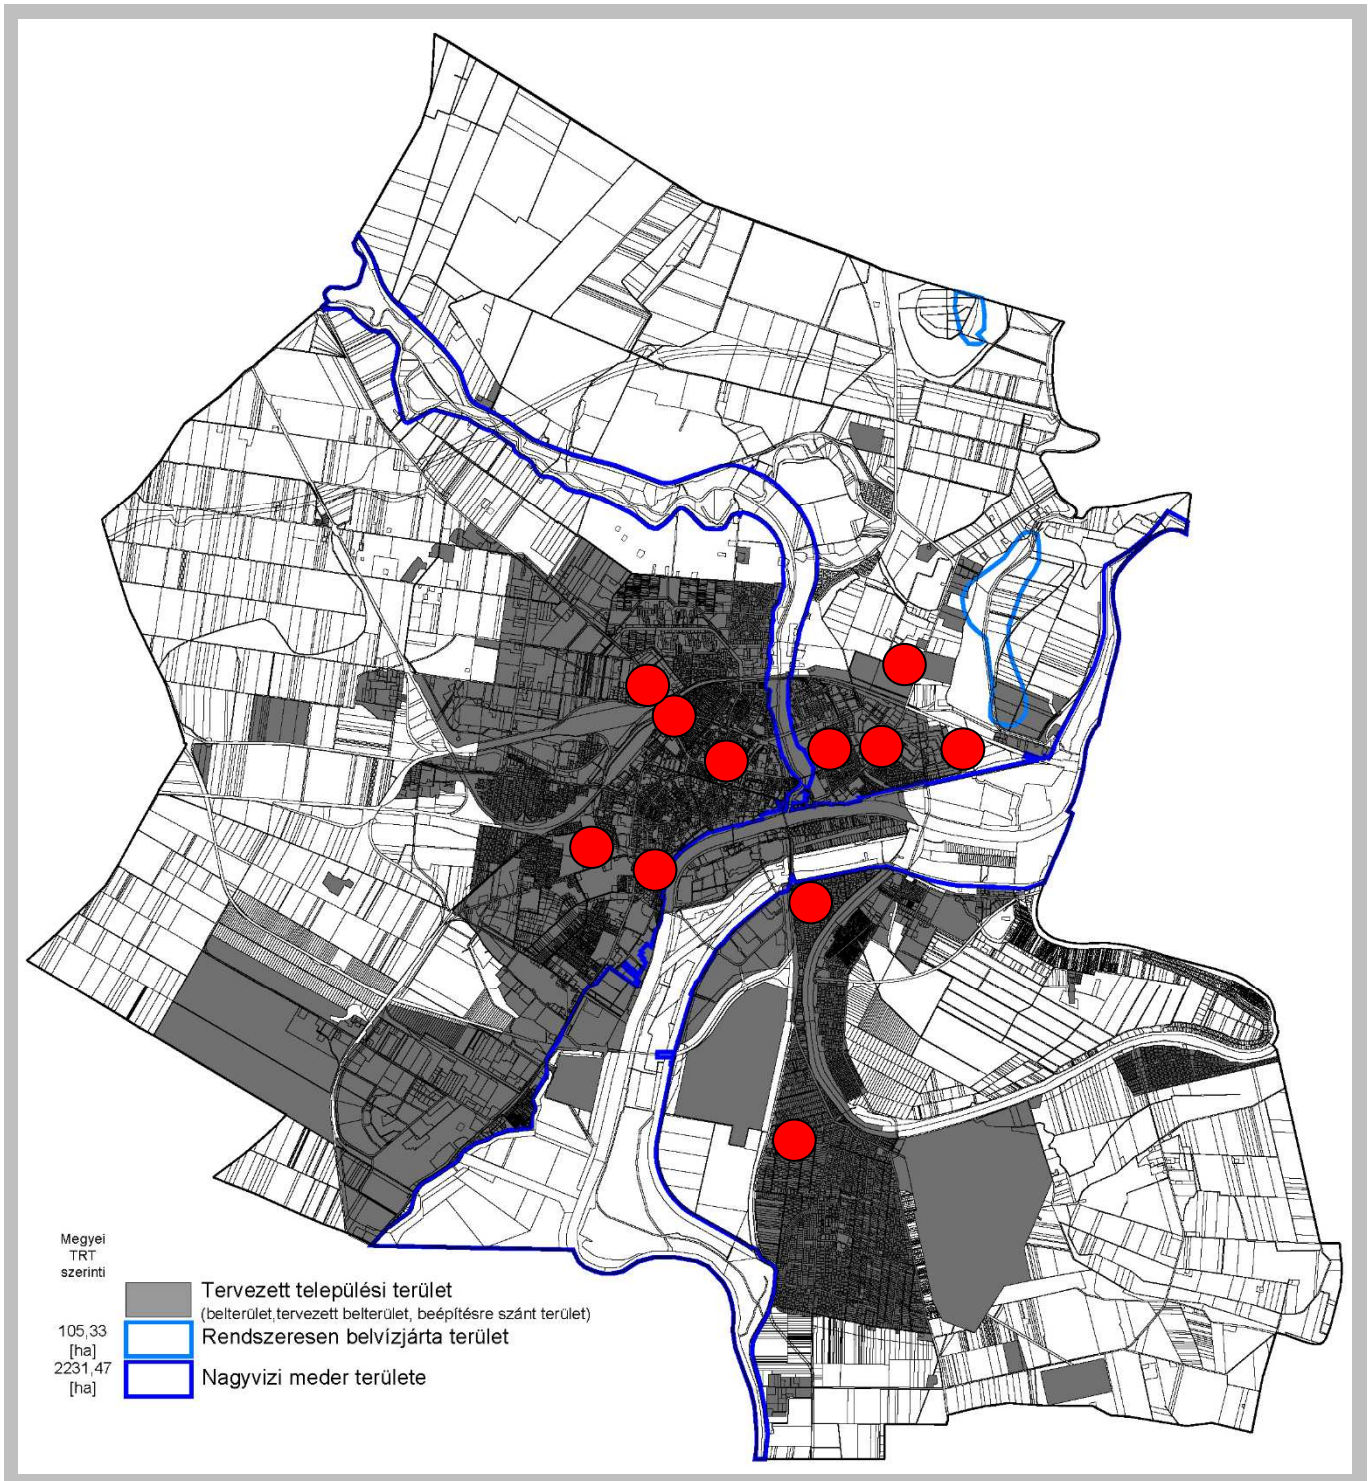 Megyei
TRT
szerinti
Tervezett települési terület
(belterület,tervezett belterület, beépítésre szánt terület)
105,33
[ha]
Rendszeresen belvízjárta terület
2231,47
[ha]
Nagyvizi meder területe